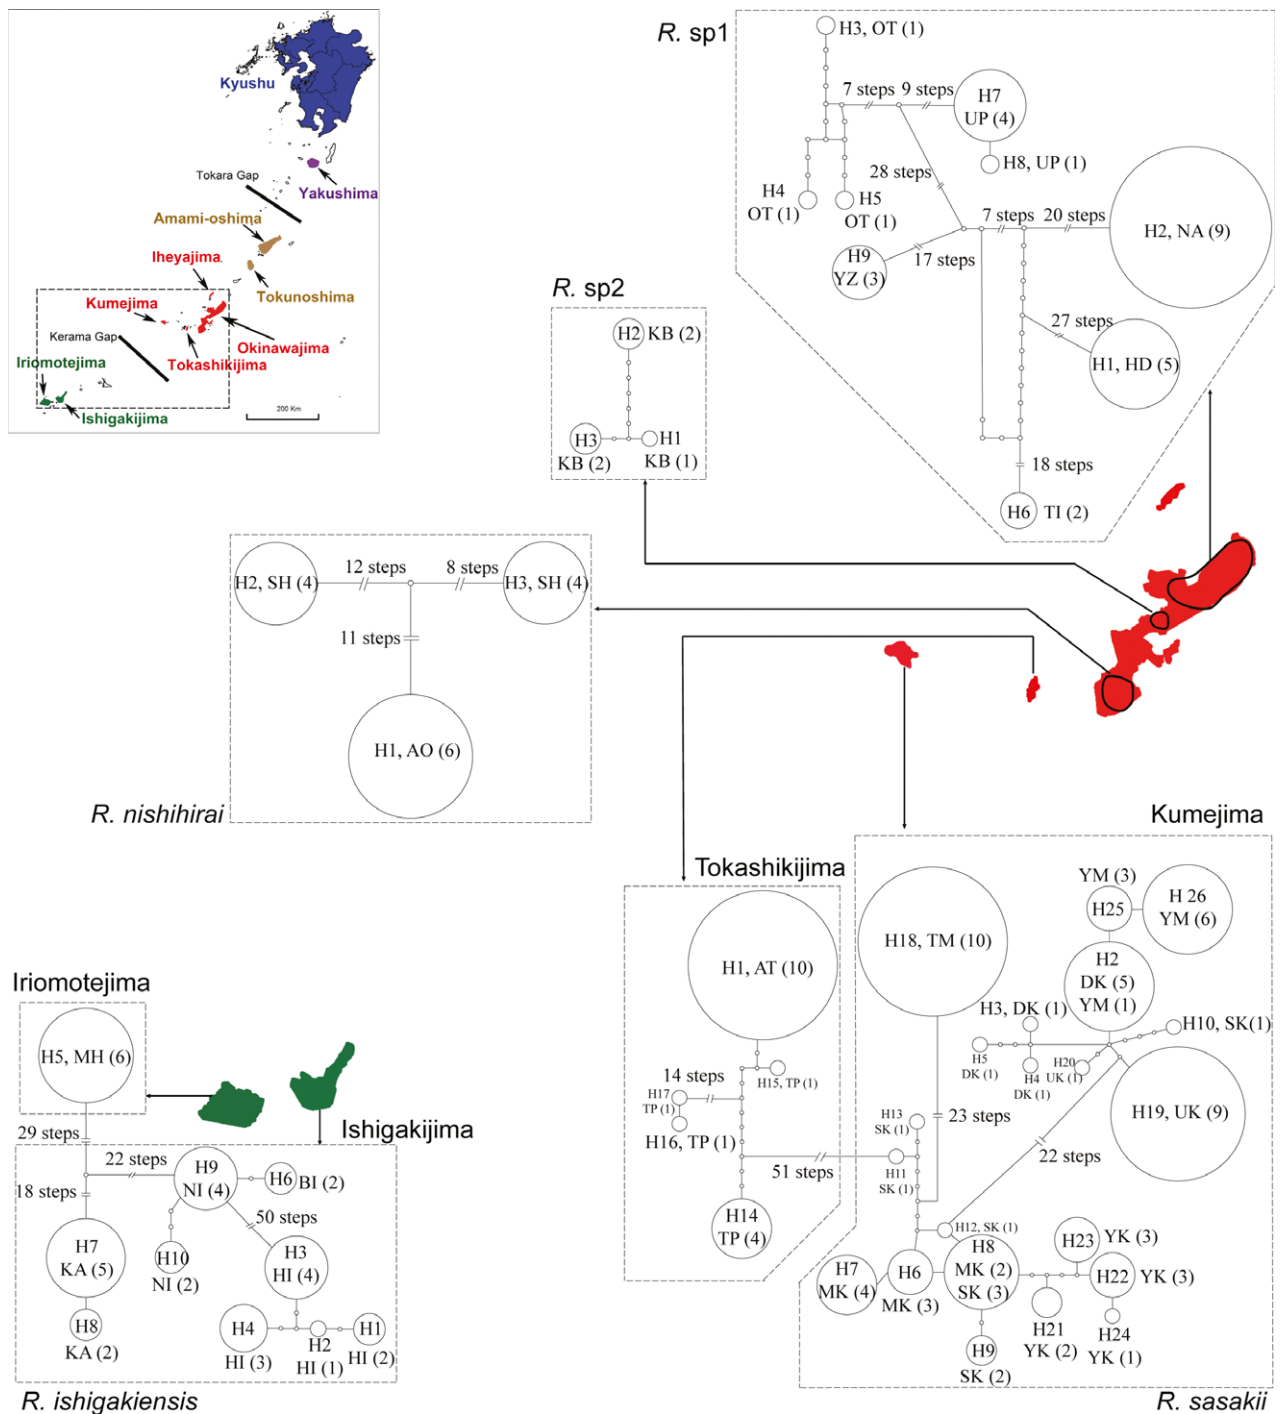 Kyushu
Tokara Gap
Yakushima
Amami-oshima
Iheyajima
Tokunoshima
Kumejima
Kerama Gap
Okinawajima
Iriomotejima
Tokashikijima
Ishigakijima
200 Km
R. sp1
H3, OT (1)
7 steps
9 steps
H7
UP (4)
H8, UP (1)
H4
OT (1)
H5
OT (1)
28 steps
7 steps
20 steps
H2, NA (9)
H9
YZ (3)
17 steps
27 steps
H1, HD (5)
18 steps
H6
TI (2)
R. sp2
H2
KB (2)
H3
KB (2)
H1
KB (1)
H2, SH (4)
12 steps
8 steps
H3, SH (4)
11 steps
H1, AO (6)
R. nishihirai
Tokashikijima
H1, AT (10)
H15, TP (1)
14 steps
H17
TP (1)
H16, TP (1)
51 steps
H14
TP (4)
Kumejima
H18, TM (10)
YM (3)
H25
H 26
YM (6)
H2
DK (5)
YM (1)
H3, DK (1)
H10, SK(1)
H5
DK (1)
H4
DK (1)
H20
UK (1)
H19, UK (9)
23 steps
H13
SK (1)
H11
SK (1)
22 steps
H12, SK (1)
H7
MK (4)
H6
MK (3)
H8
MK (2)
SK (3)
H23
YK (3)
H22
YK (3)
H21
YK (2)
H24
YK (1)
H9
SK (2)
R. sasakii
Iriomotejima
H5, MH (6)
29 steps
Ishigakijima
22 steps
H9
NI (4)
H6
BI (2)
18 steps
50 steps
H7
KA (5)
H10
NI (2)
H3
HI (4)
H8
KA (2)
H4
HI (3)
H2
HI (1)
H1
HI (2)
R. ishigakiensis